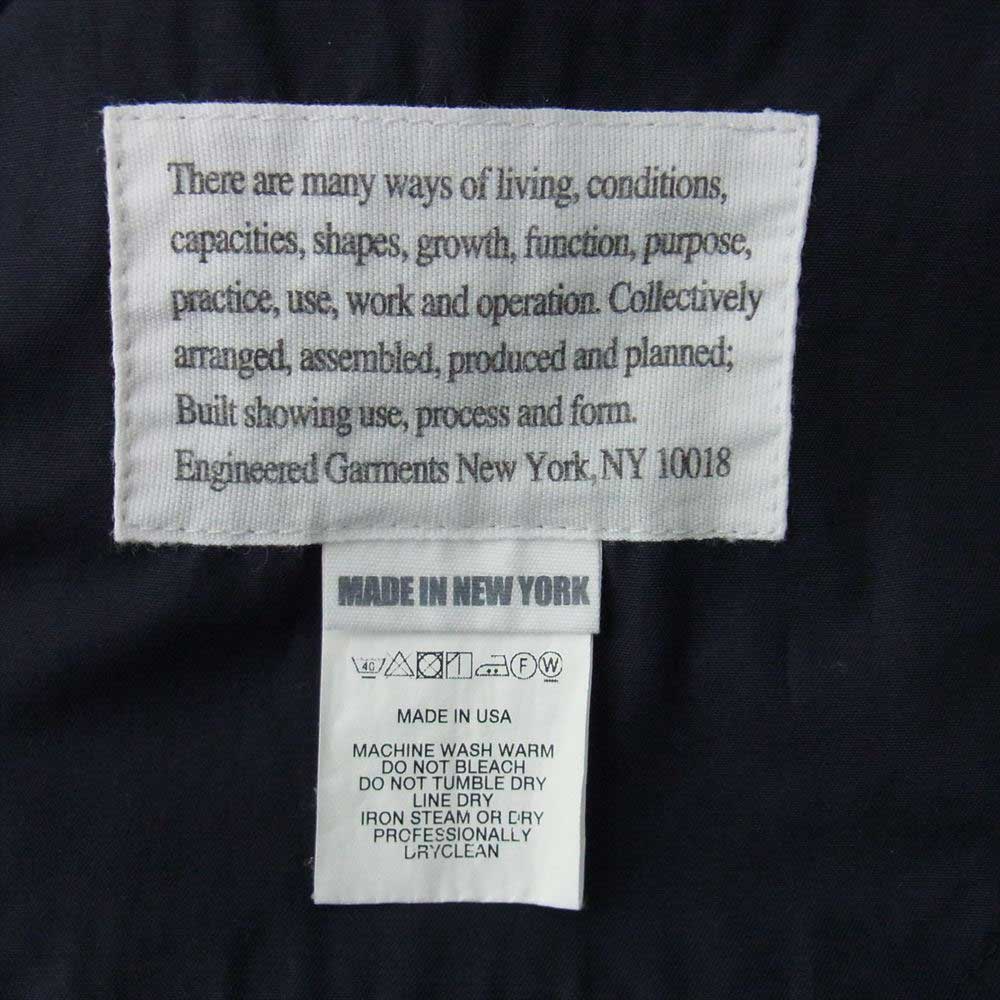 There are many ways of living, conditions,
capacities, shapes, growth, function, purpose,
practice, use, work and operation. Collectively
arranged, assembled, produced and planned;
Built showing use, process and form.
Engineered Garments New York, NY 10018
MADE IN NEW YORK
40 F W
MADE IN USA
MACHINE WASH WARM
DO NOT BLEACH
DO NOT TUMBLE DRY
LINE DRY
IRON STEAM OR DRY
PROFESSIONALLY
DRYCLEAN